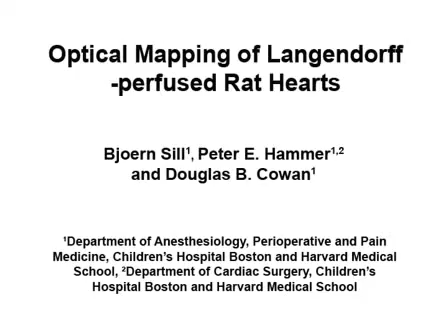 Optical Mapping of Langendorff
-perfused Rat Hearts
Bjoern Sill¹, Peter E. Hammer¹,²
and Douglas B. Cowan¹
¹Department of Anesthesiology, Perioperative and Pain
Medicine, Children’s Hospital Boston and Harvard Medical
School, ²Department of Cardiac Surgery, Children’s
Hospital Boston and Harvard Medical School